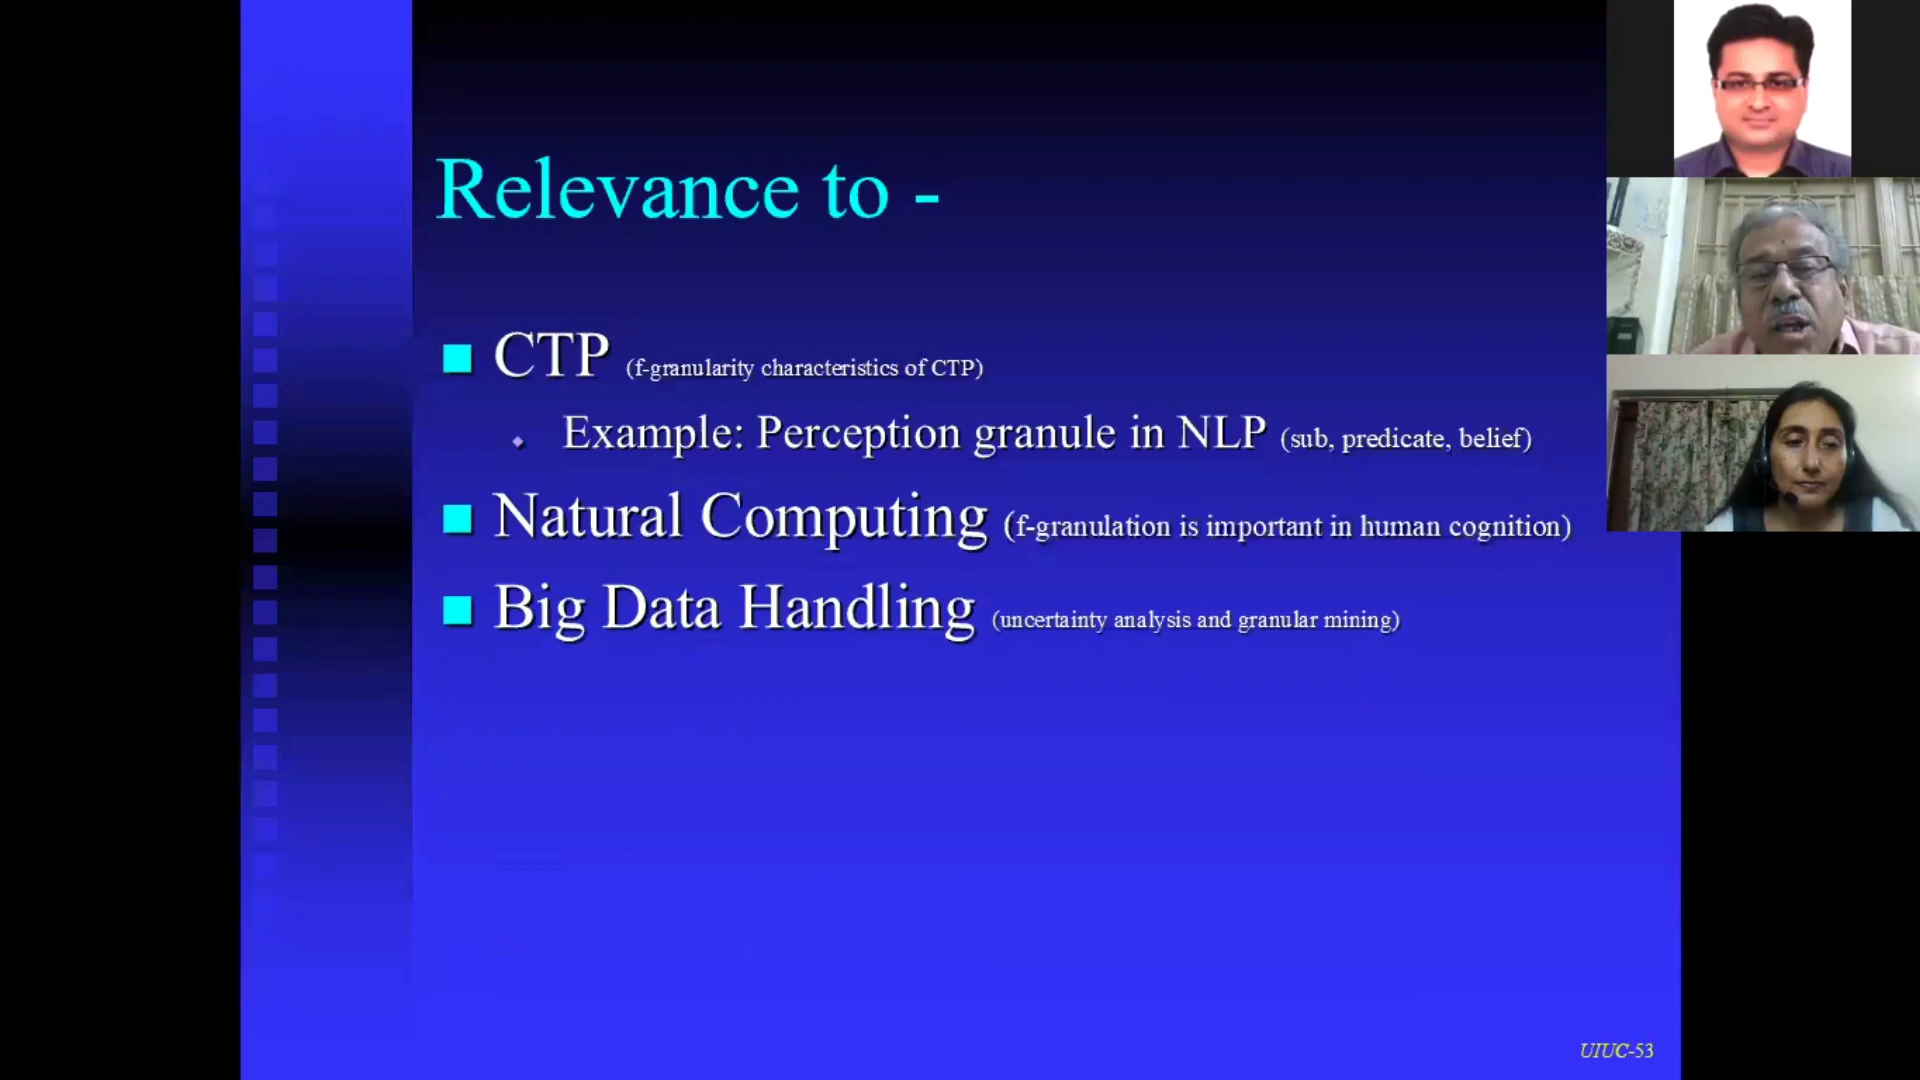 Relevance to -
CTP (f-granularity characteristics of CTP)
Example: Perception granule in NLP (sub, predicate, belief)
Natural Computing (f-granulation is important in human cognition)
Big Data Handling (uncertainty analysis and granular mining)
UIUC-53